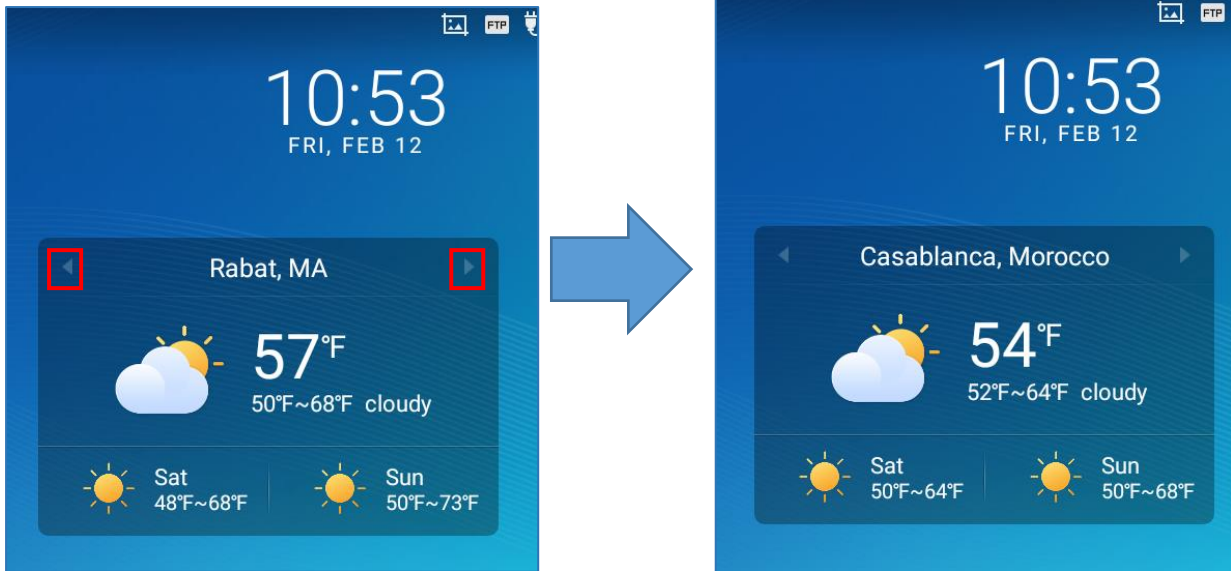 FTP
10:53
FRI, FEB 12
Rabat, MA
57°F
50°F~68°F cloudy
Sat
48°F~68°F
Sun
50°F~73°F
FTP
10:53
FRI, FEB 12
Casablanca, Morocco
54°F
52°F~64°F cloudy
Sat
50°F~64°F
Sun
50°F~68°F